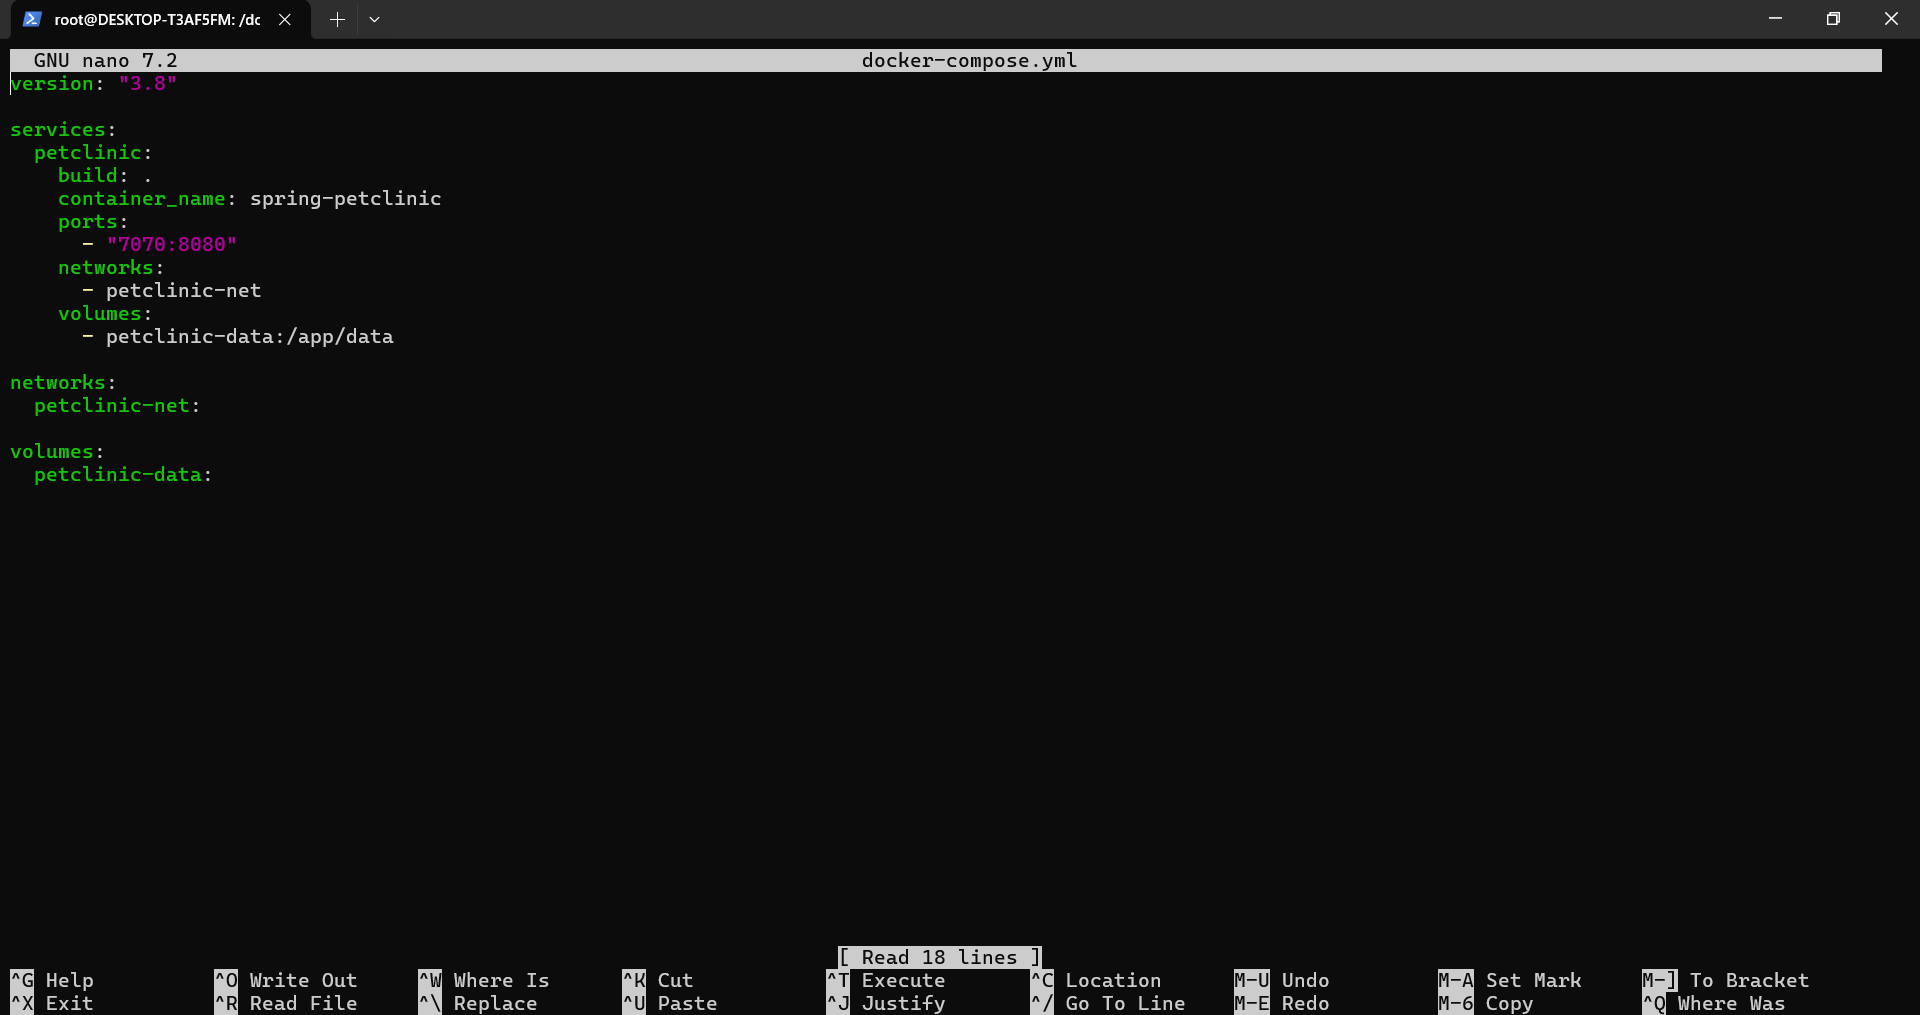 root@DESKTOP-T3AF5FM: /dc
GNU nano 7.2 docker-compose.yml
version: "3.8"

services:
  petclinic:
    build: .
    container_name: spring-petclinic
    ports:
      - "7070:8080"
    networks:
      - petclinic-net
    volumes:
      - petclinic-data:/app/data

networks:
  petclinic-net:

volumes:
  petclinic-data:

[ Read 18 lines ]
^G Help ^O Write Out ^W Where Is ^K Cut ^T Execute ^C Location M-U Undo M-A Set Mark M-] To Bracket
^X Exit ^R Read File ^\ Replace ^U Paste ^J Justify ^/ Go To Line M-E Redo M-6 Copy ^Q Where Was